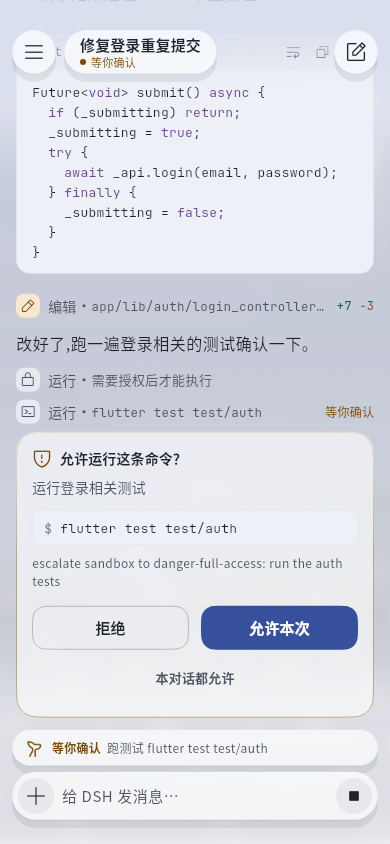 修复登录重复提交
等你确认
Future<void> submit() async {
if (_submitting) return;
_submitting = true;
try {
await _api.login(email, password);
} finally {
_submitting = false;
}
}
编辑·app/lib/auth/login_controller… +7 -3
改好了,跑一遍登录相关的测试确认一下。
运行·需要授权后才能执行
运行·flutter test test/auth 等你确认
允许运行这条命令?
运行登录相关测试
$ flutter test test/auth
escalate sandbox to danger-full-access: run the auth
tests
拒绝 允许本次
本对话都允许
等你确认 跑测试 flutter test test/auth
给 DSH 发消息…